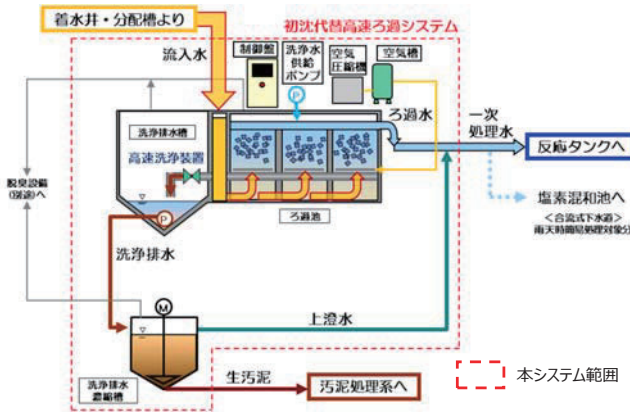 着水井・分配槽より
初沈代替高速ろ過システム
流入水
制御盤
洗浄水
供給
ポンプ
空気
圧縮機
空気槽
P
ろ過水
一次
処理水
反応タンクへ
洗浄排水槽
高速洗浄装置
脱臭設備
(別途)へ
P
ろ過池
塩素混和池へ
<合流式下水道>
雨天時簡易処理対象分
洗浄排水
M
上澄水
洗浄排水
濃縮槽
生汚泥
汚泥処理系へ
本システム範囲